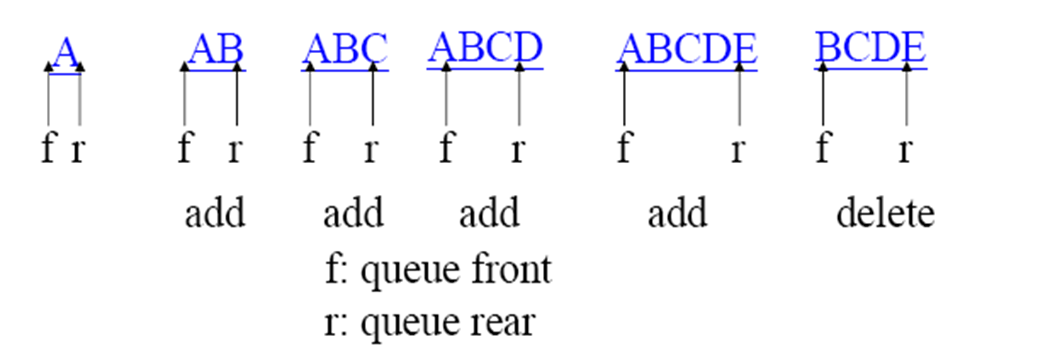 A AB ABC ABCD ABCDE BCDE
f r f r f r f r f r f r
add add add add delete
f: queue front
r: queue rear